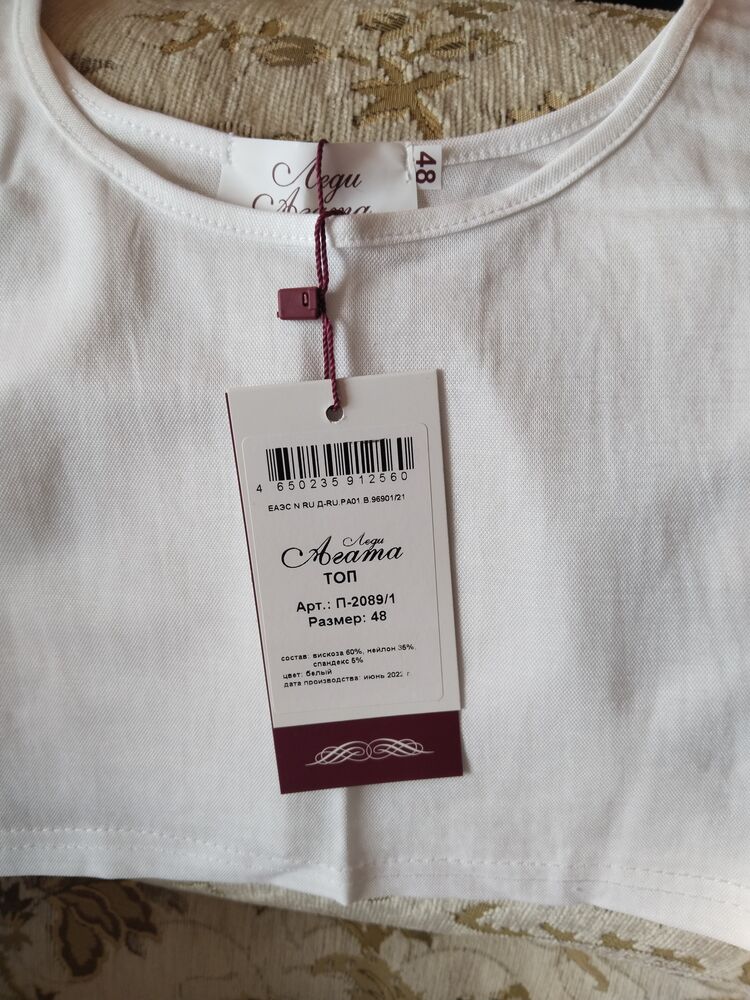 Леди
Агата
48
4 650235 912560
ЕАЭС N RU Д-RU.РА01 В.96901/21
Леди
Агата
ТОП
Арт.: П-2089/1
Размер: 48
состав: вискоза 60%, нейлон 35%,
спандекс 5%
цвет: белый
дата производства: июнь 2022 г